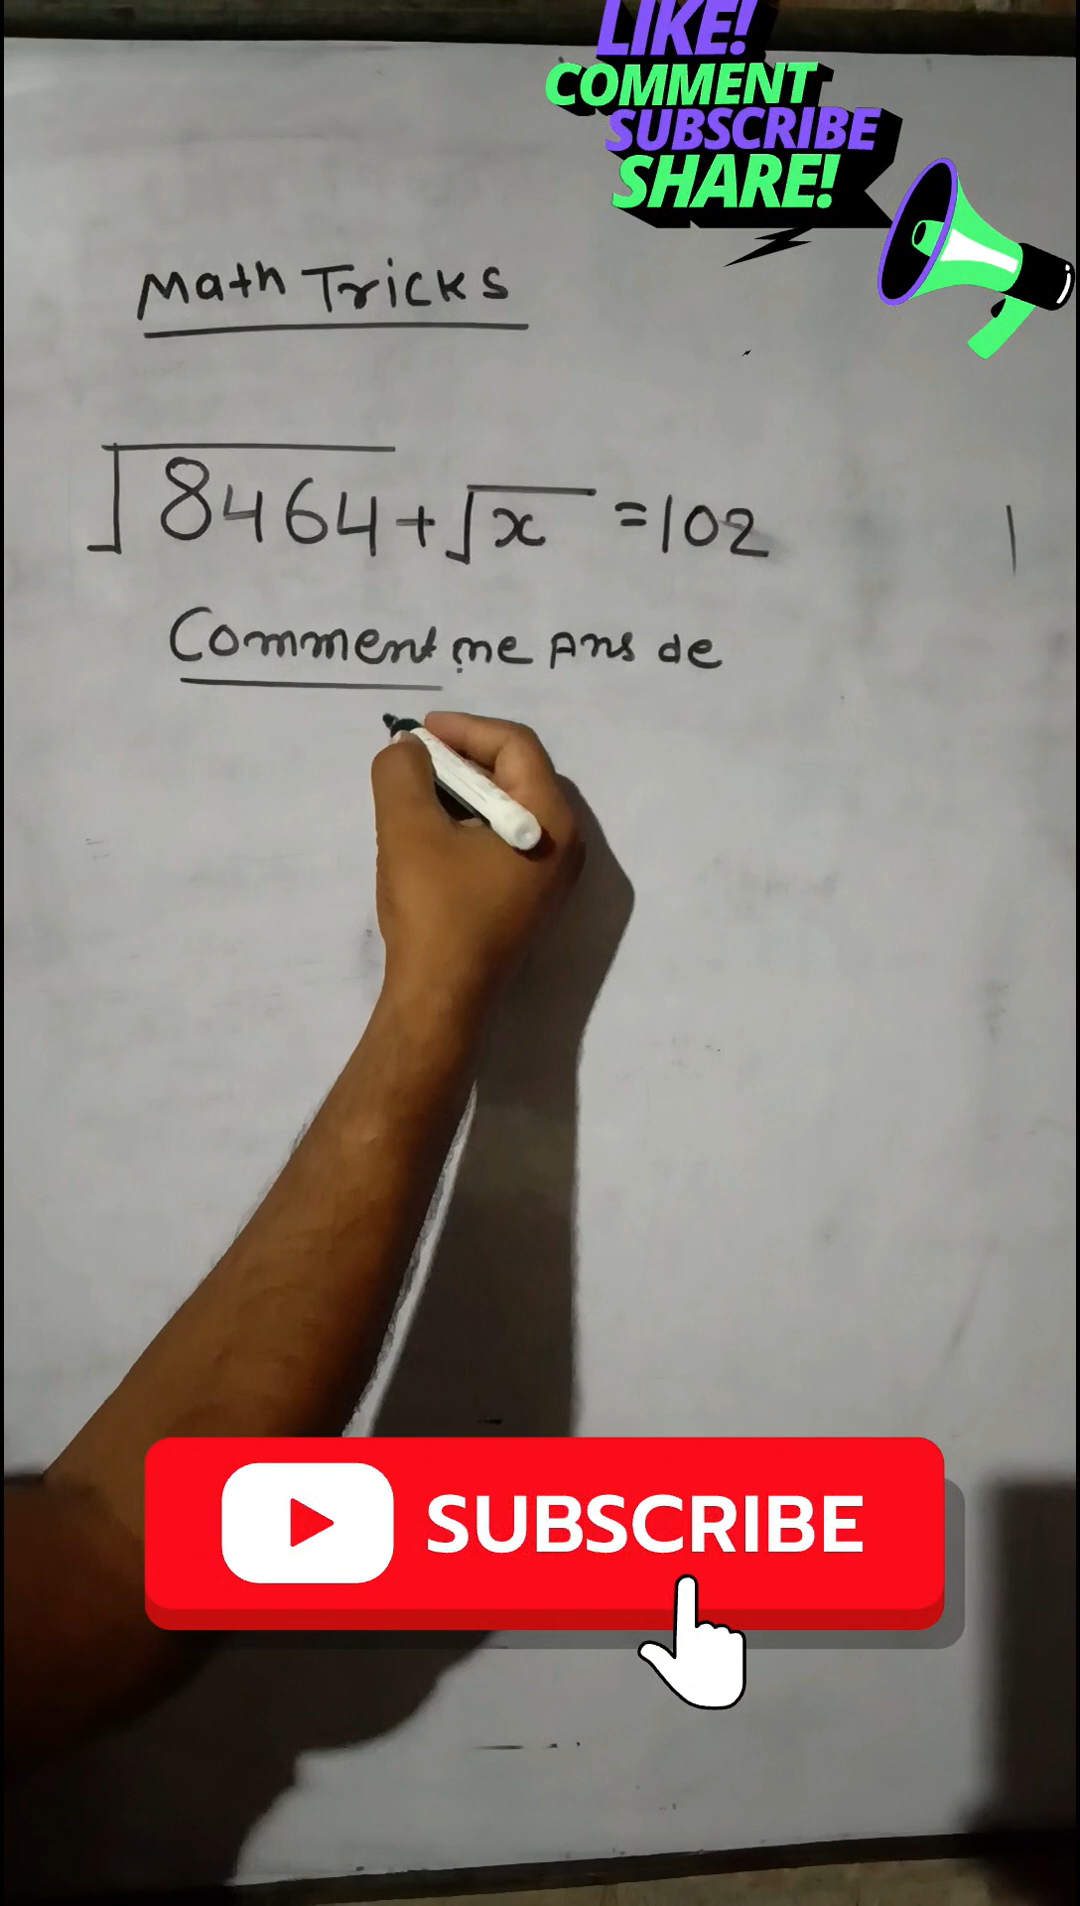 LIKE!
COMMENT
SUBSCRIBE
SHARE!
Math Tricks
√8464 + √x = 102
Comment me Ans de
SUBSCRIBE